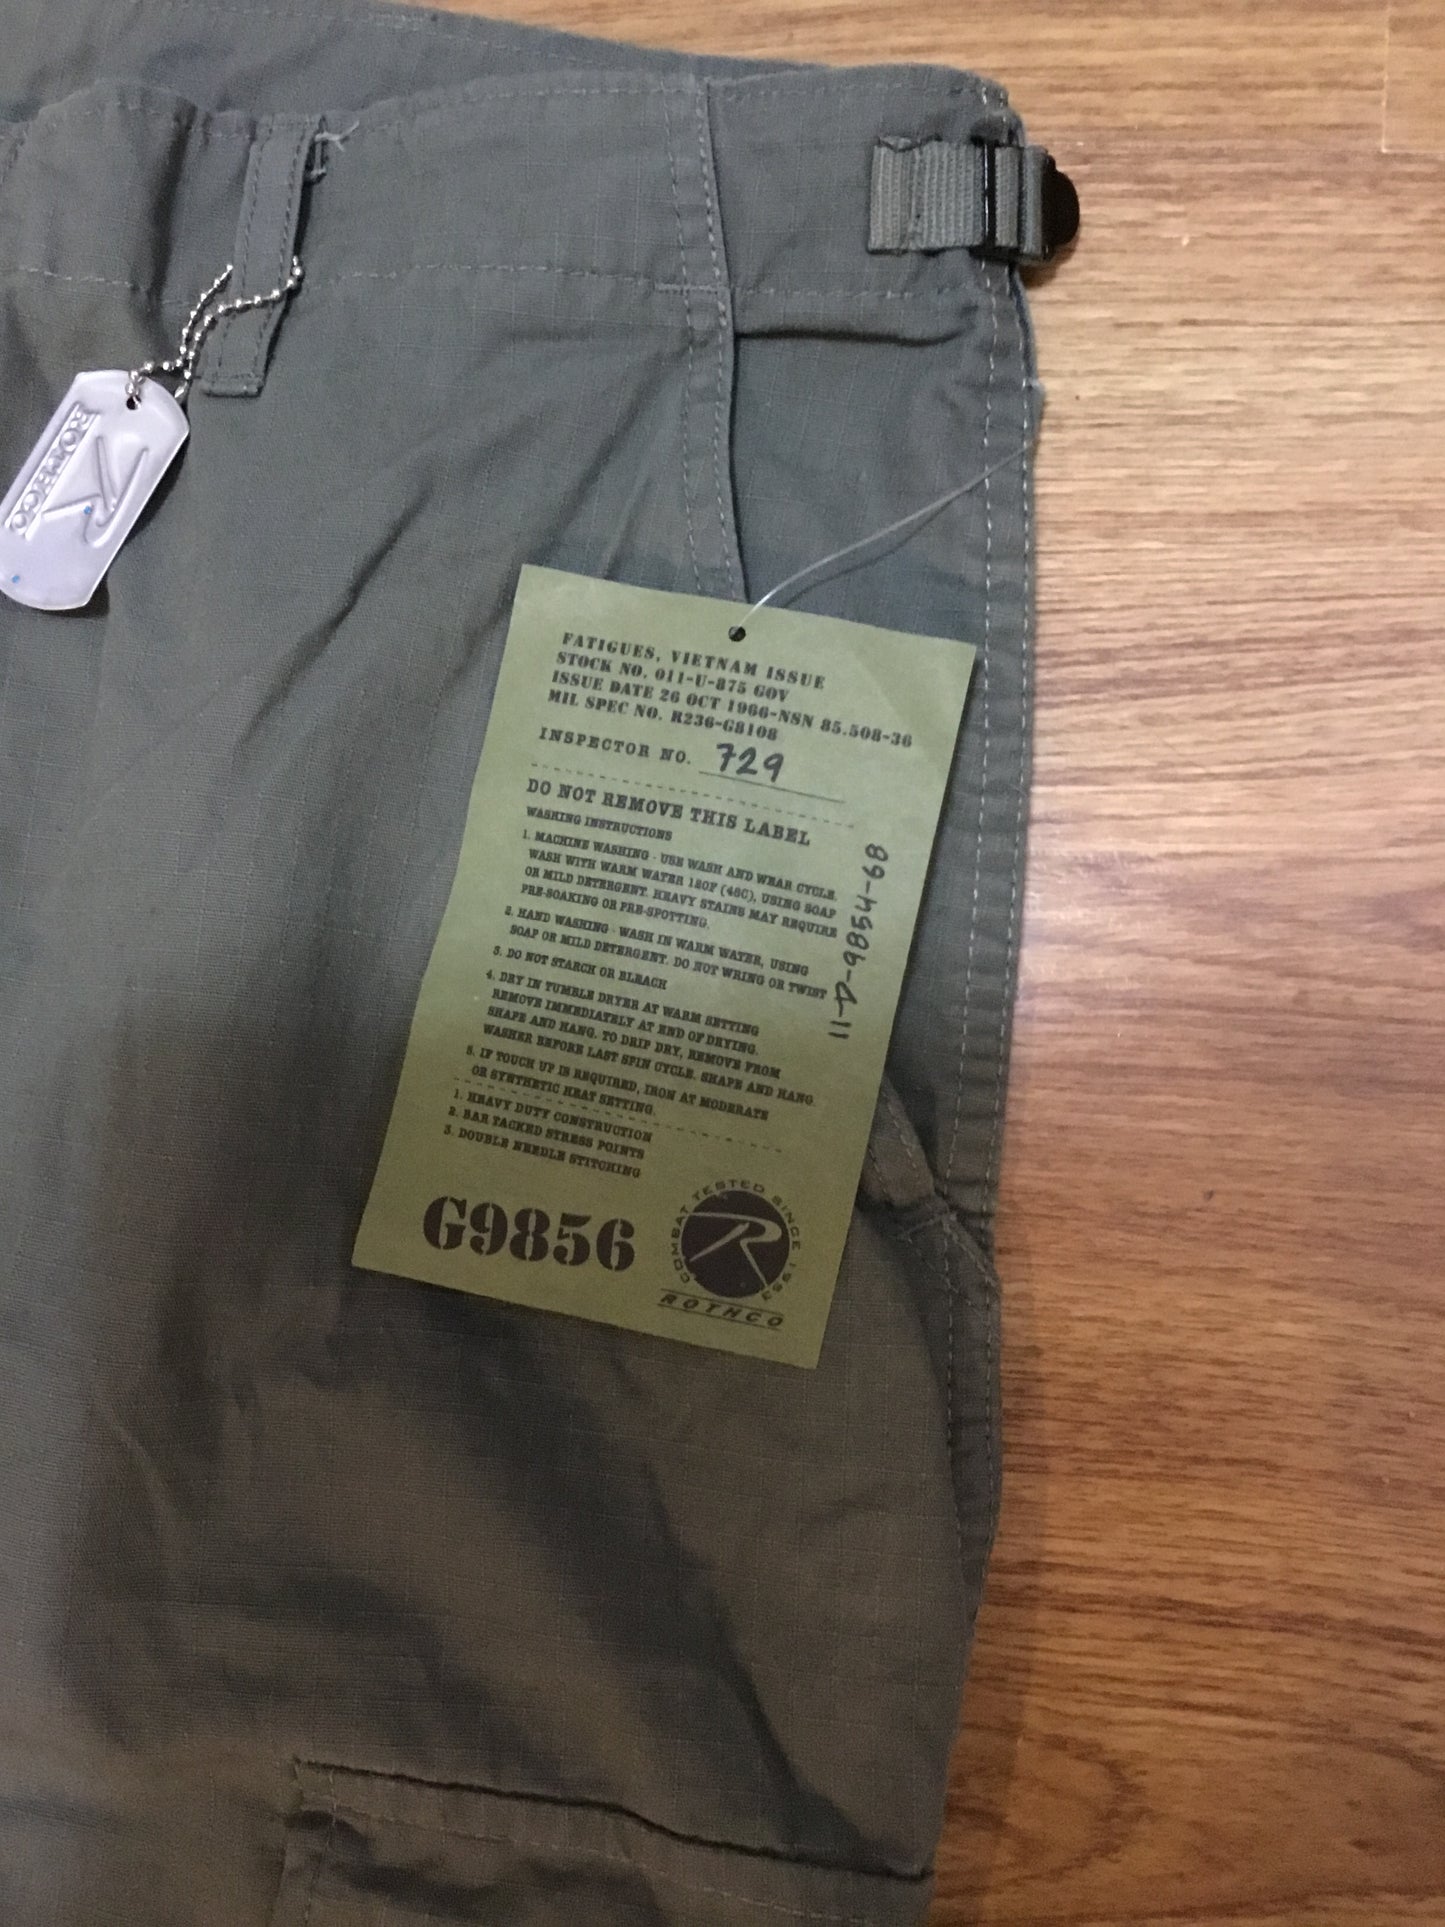 ROTHCO
FATIGUES, VIETNAM ISSUE
STOCK NO. 011-U-875 GOV
ISSUE DATE 26 OCT 1966-NSN 85.508-36
MIL SPEC NO. R236-G8108
INSPECTOR NO. 729
DO NOT REMOVE THIS LABEL
WASHING INSTRUCTIONS
1. MACHINE WASHING - USE WASH AND WEAR CYCLE.
WASH WITH WARM WATER 120F (48C), USING SOAP
OR MILD DETERGENT. HEAVY STAINS MAY REQUIRE
PRE-SOAKING OR PRE-SPOTTING.
2. HAND WASHING - WASH IN WARM WATER, USING
SOAP OR MILD DETERGENT. DO NOT WRING OR TWIST
3. DO NOT STARCH OR BLEACH
4. DRY IN TUMBLE DRYER AT WARM SETTING
REMOVE IMMEDIATELY AT END OF DRYING.
SHAPE AND HANG. TO DRIP DRY, REMOVE FROM
WASHER BEFORE LAST SPIN CYCLE. SHAPE AND HANG.
5. IF TOUCH UP IS REQUIRED, IRON AT MODERATE
OR SYNTHETIC HEAT SETTING.
1. HEAVY DUTY CONSTRUCTION
2. BAR TACKED STRESS POINTS
3. DOUBLE NEEDLE STITCHING
11-D-9854-68
G9856
COMBAT TESTED SINCE 1953
R
ROTHCO